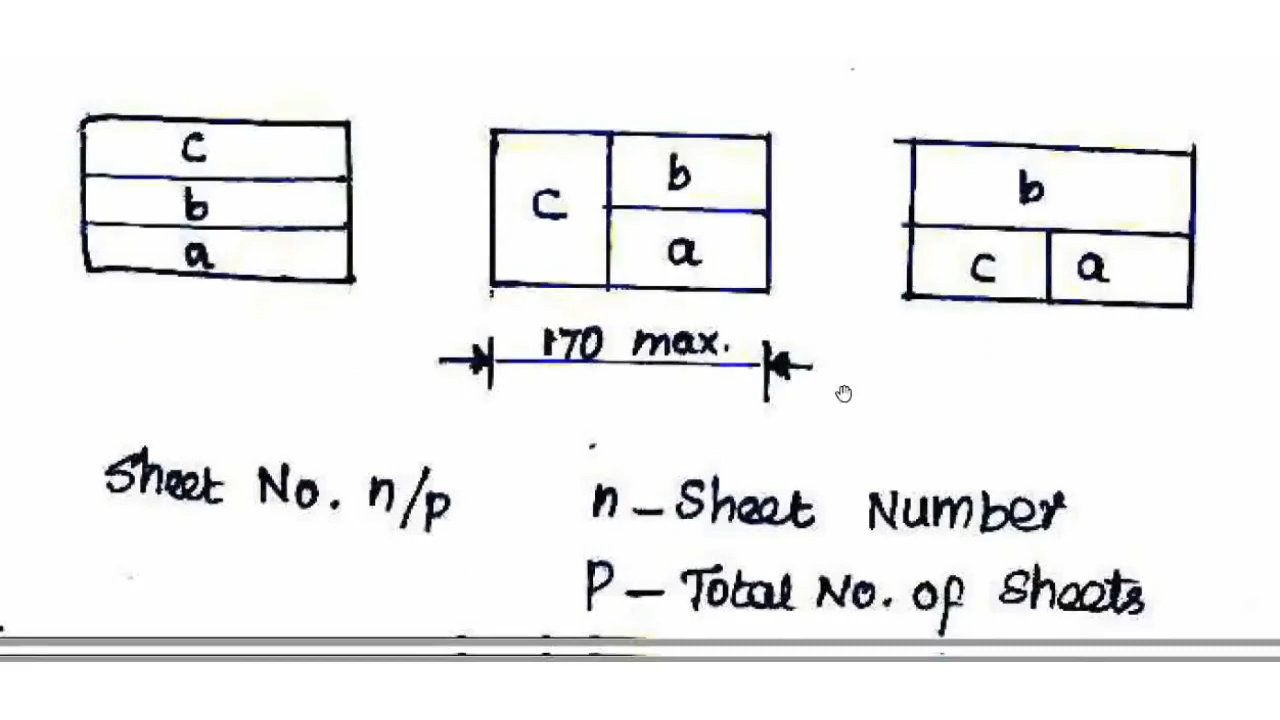 c
b
a
c
b
a
b
c a
170 max.
Sheet No. n/p
n - Sheet Number
P - Total No. of Sheets